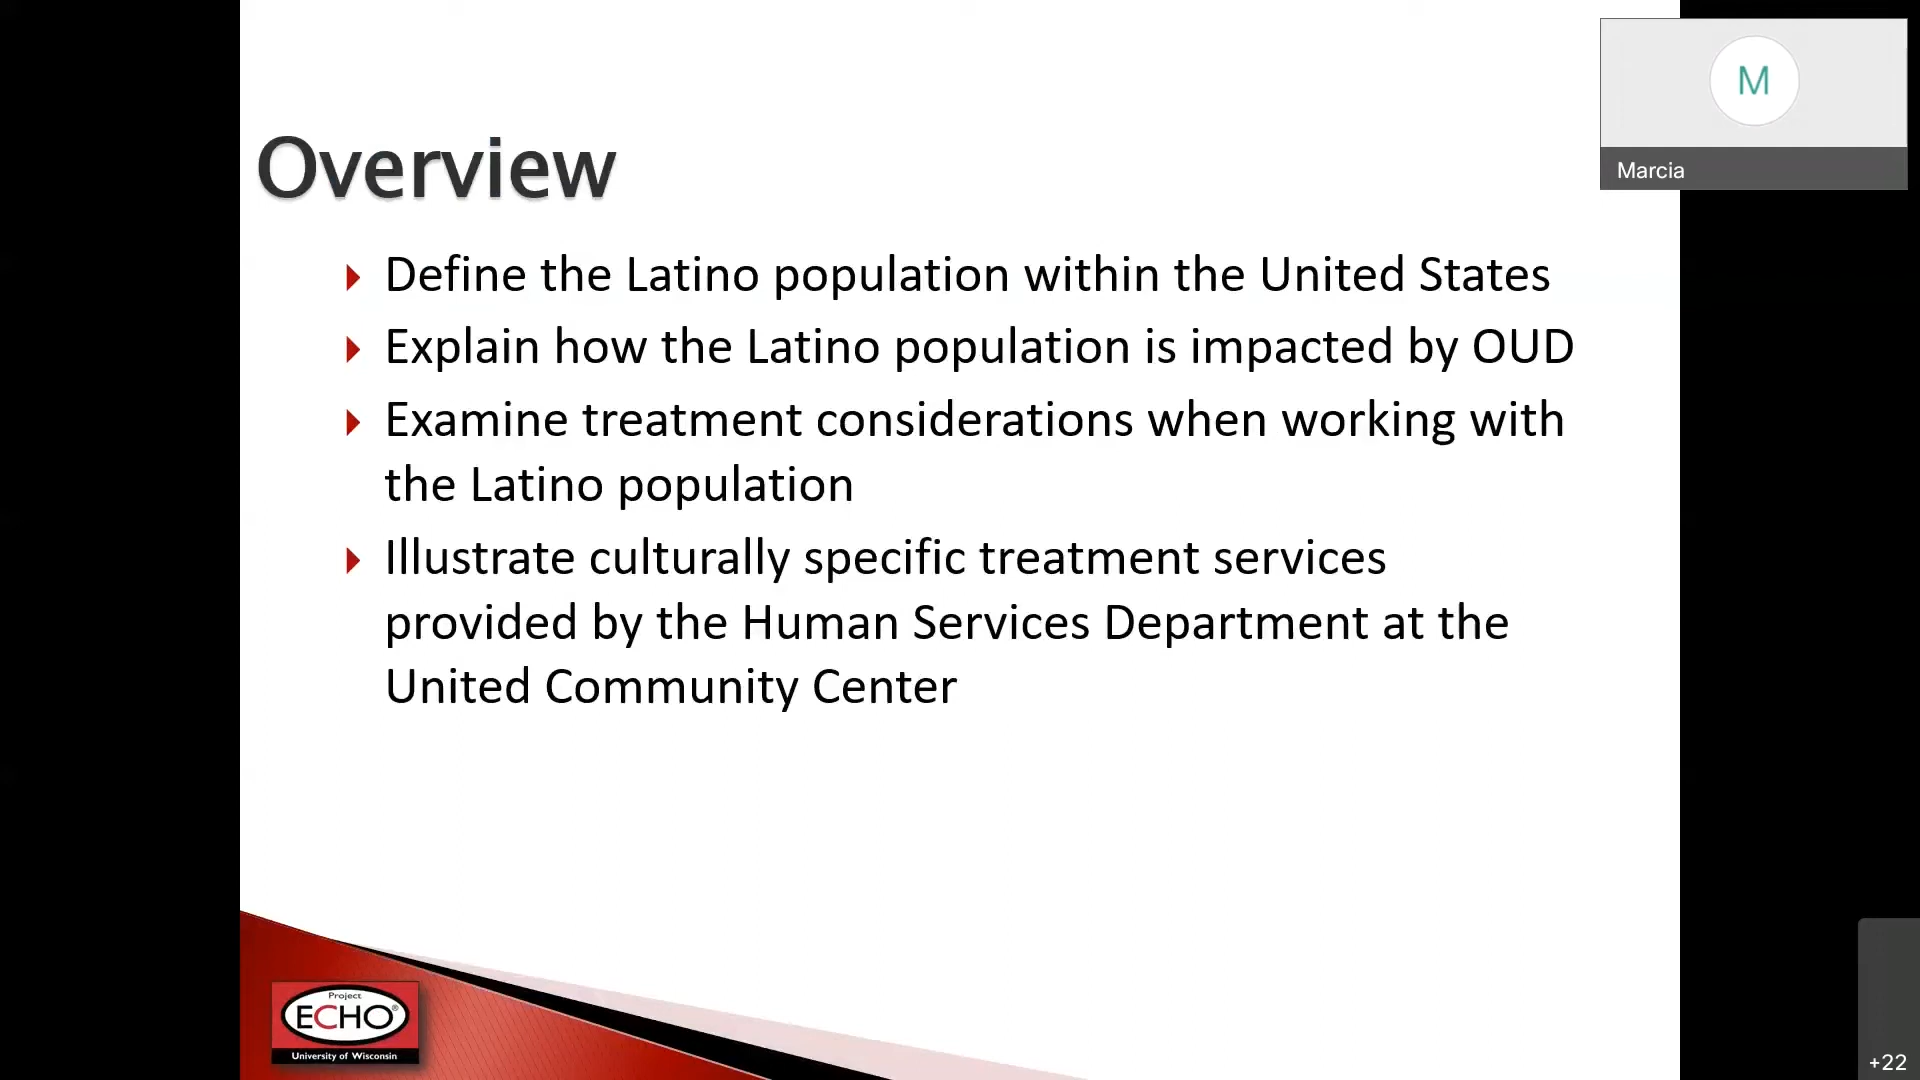 Overview
Define the Latino population within the United States
Explain how the Latino population is impacted by OUD
Examine treatment considerations when working with
the Latino population
Illustrate culturally specific treatment services
provided by the Human Services Department at the
United Community Center
M
Marcia
Project
ECHO®
University of Wisconsin
+22